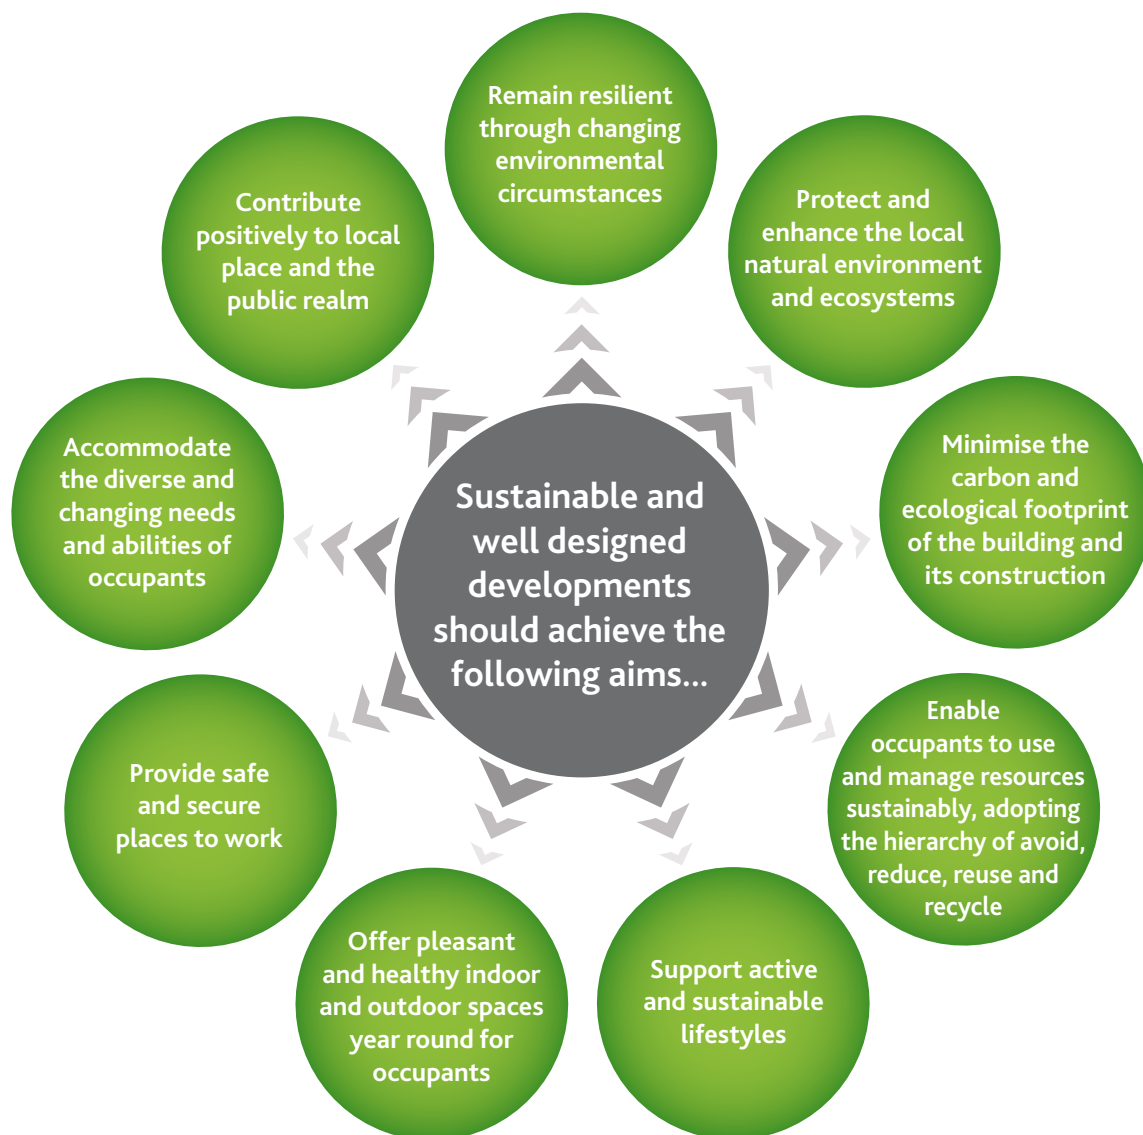 Sustainable and
well designed
developments
should achieve the
following aims...
Remain resilient
through changing
environmental
circumstances
Protect and
enhance the local
natural environment
and ecosystems
Minimise the
carbon and
ecological footprint
of the building and
its construction
Enable
occupants to use
and manage resources
sustainably, adopting
the hierarchy of avoid,
reduce, reuse and
recycle
Support active
and sustainable
lifestyles
Offer pleasant
and healthy indoor
and outdoor spaces
year round for
occupants
Provide safe
and secure
places to work
Accommodate
the diverse and
changing needs
and abilities of
occupants
Contribute
positively to local
place and the
public realm